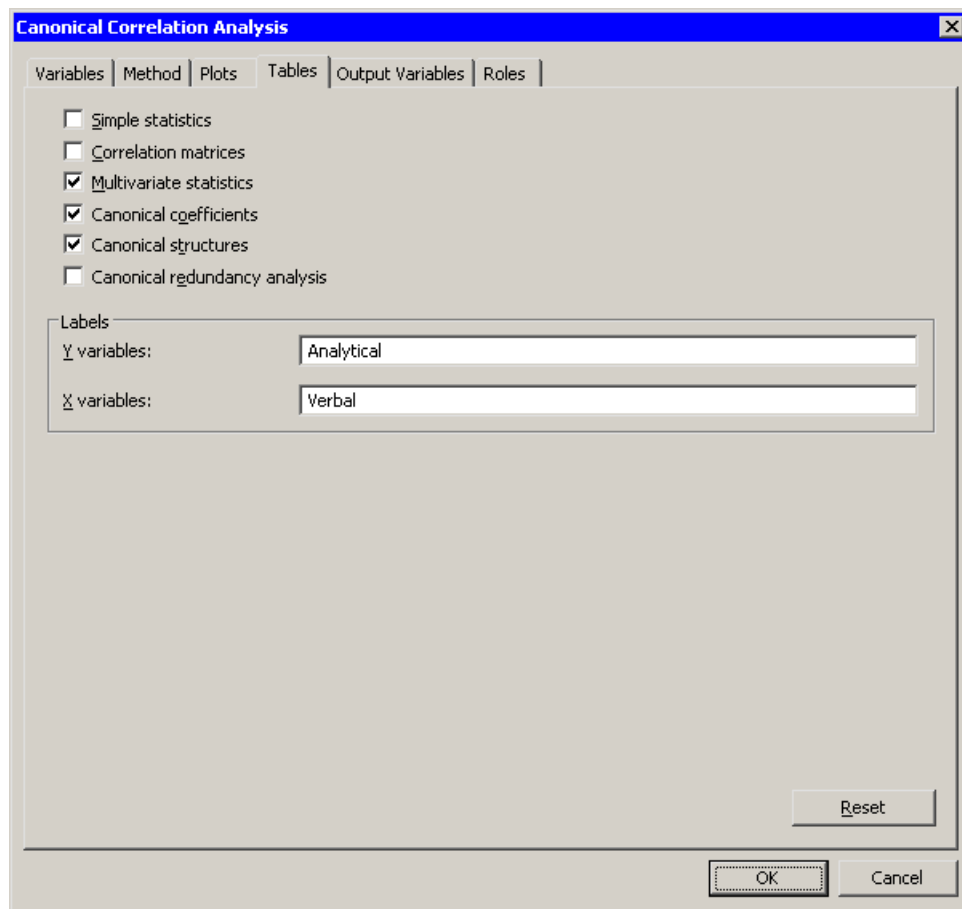 Canonical Correlation Analysis
Variables Method Plots Tables Output Variables Roles
Simple statistics
Correlation matrices
Multivariate statistics
Canonical coefficients
Canonical structures
Canonical redundancy analysis
Labels
Y variables: Analytical
X variables: Verbal
Reset
OK Cancel